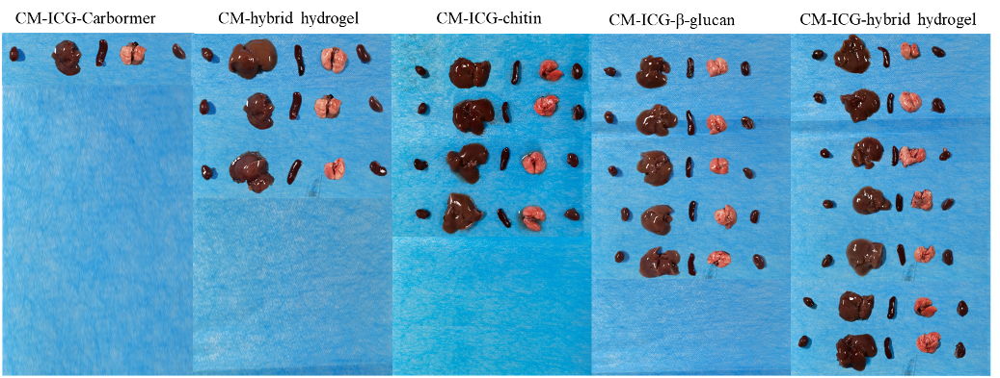 CM-ICG-Carbormer
CM-hybrid hydrogel
CM-ICG-chitin
CM-ICG-β-glucan
CM-ICG-hybrid hydrogel